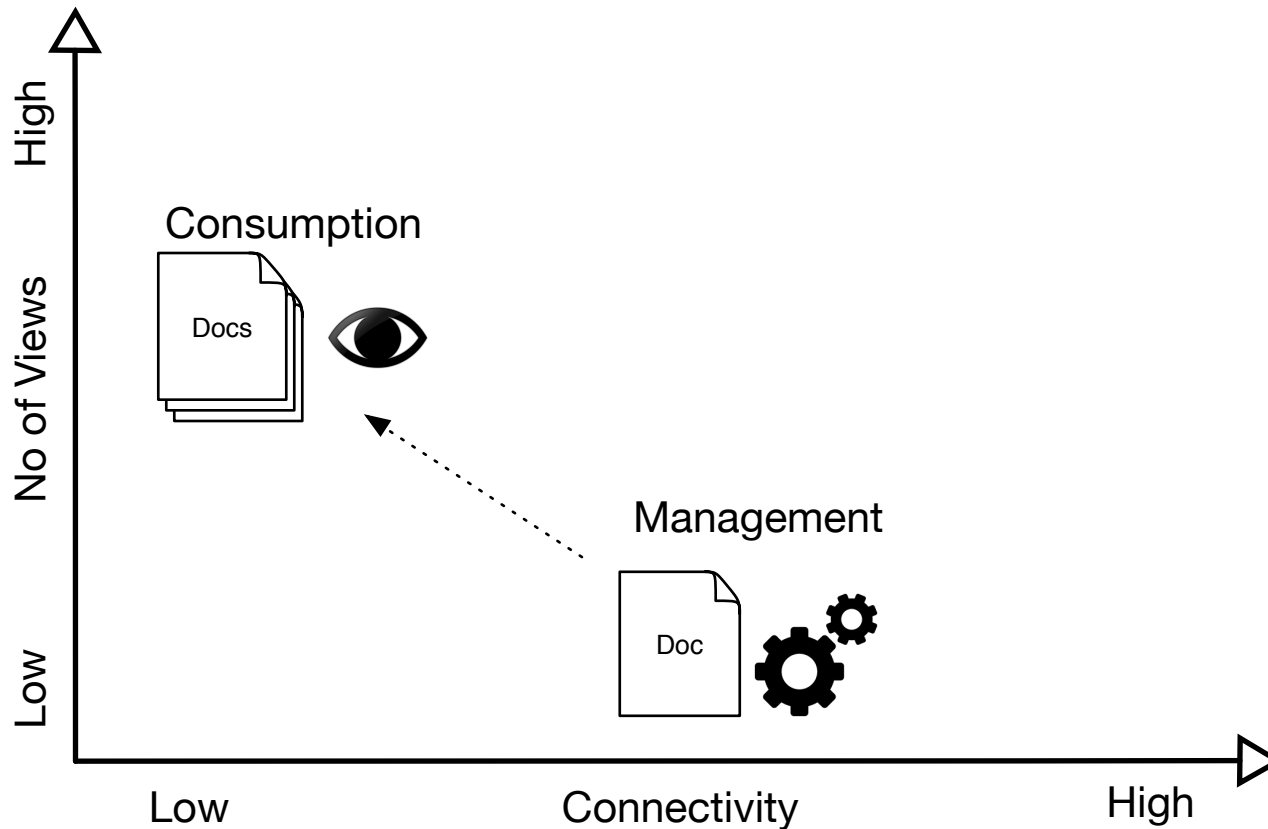 High
Consumption
Docs
No of Views
Management
Doc
Low
Low
Connectivity
High